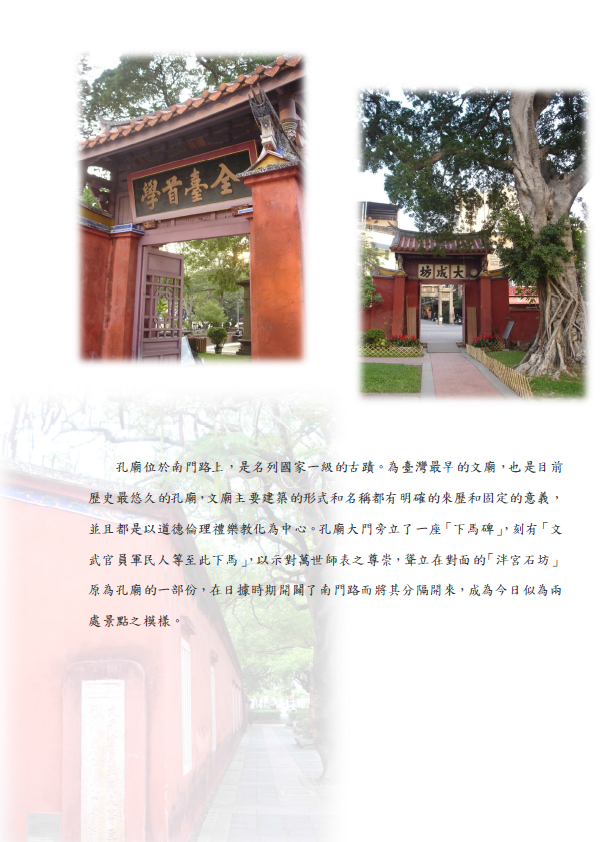 全臺首學
大成坊
孔廟位於南門路上，是名列國家一級的古蹟。為臺灣最早的文廟，也是目前
歷史最悠久的孔廟，文廟主要建築的形式和名稱都有明確的來歷和固定的意義，
並且都是以道德倫理禮樂教化為中心。孔廟大門旁立了一座「下馬碑」，刻有「文
武官員軍民人等至此下馬」，以示對萬世師表之尊崇，聳立在對面的「泮宮石坊」
原為孔廟的一部份，在日據時期開闢了南門路而將其分隔開來，成為今日似為兩
處景點之模樣。